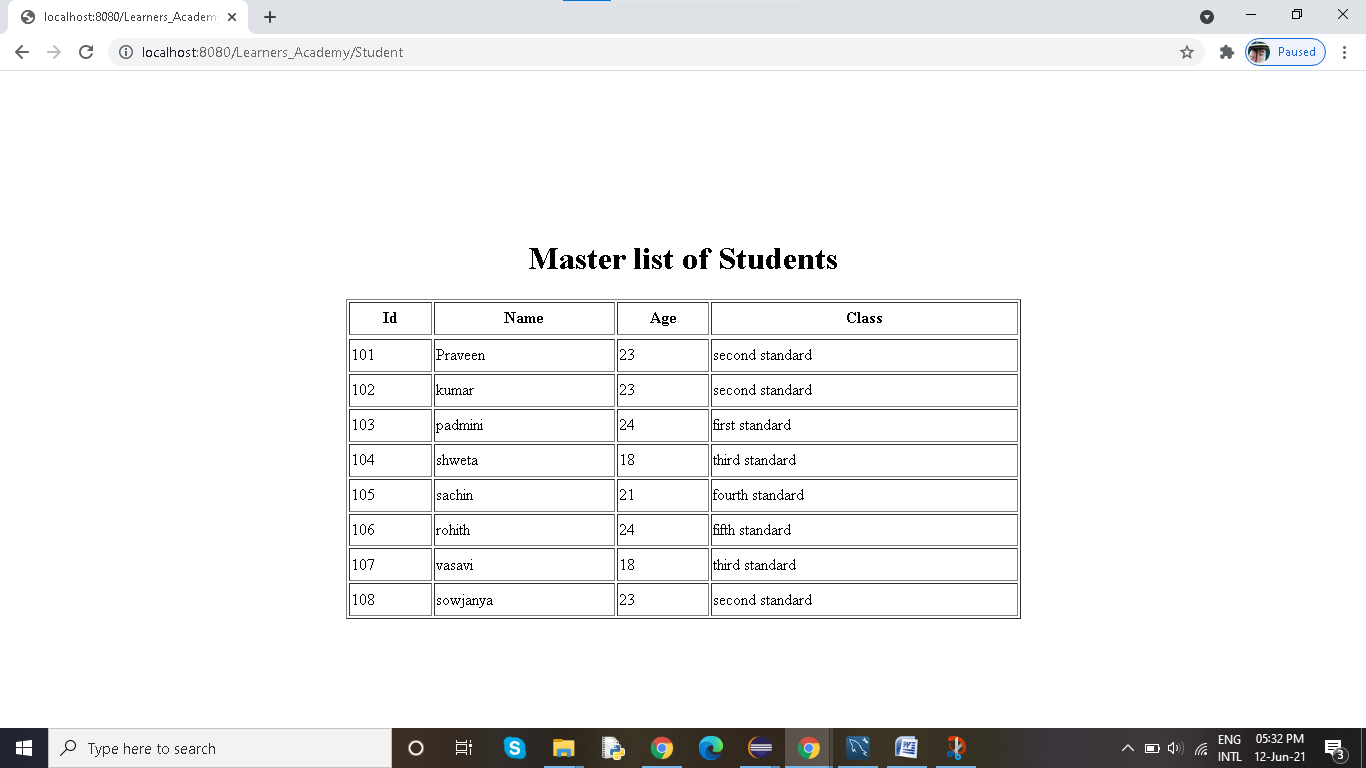 localhost:8080/Learners_Academ
localhost:8080/Learners_Academy/Student
Paused
Master list of Students
Id Name Age Class
101 Praveen 23 second standard
102 kumar 23 second standard
103 padmini 24 first standard
104 shweta 18 third standard
105 sachin 21 fourth standard
106 rohith 24 fifth standard
107 vasavi 18 third standard
108 sowjanya 23 second standard
Type here to search
ENG 05:32 PM
INTL 12-Jun-21
3